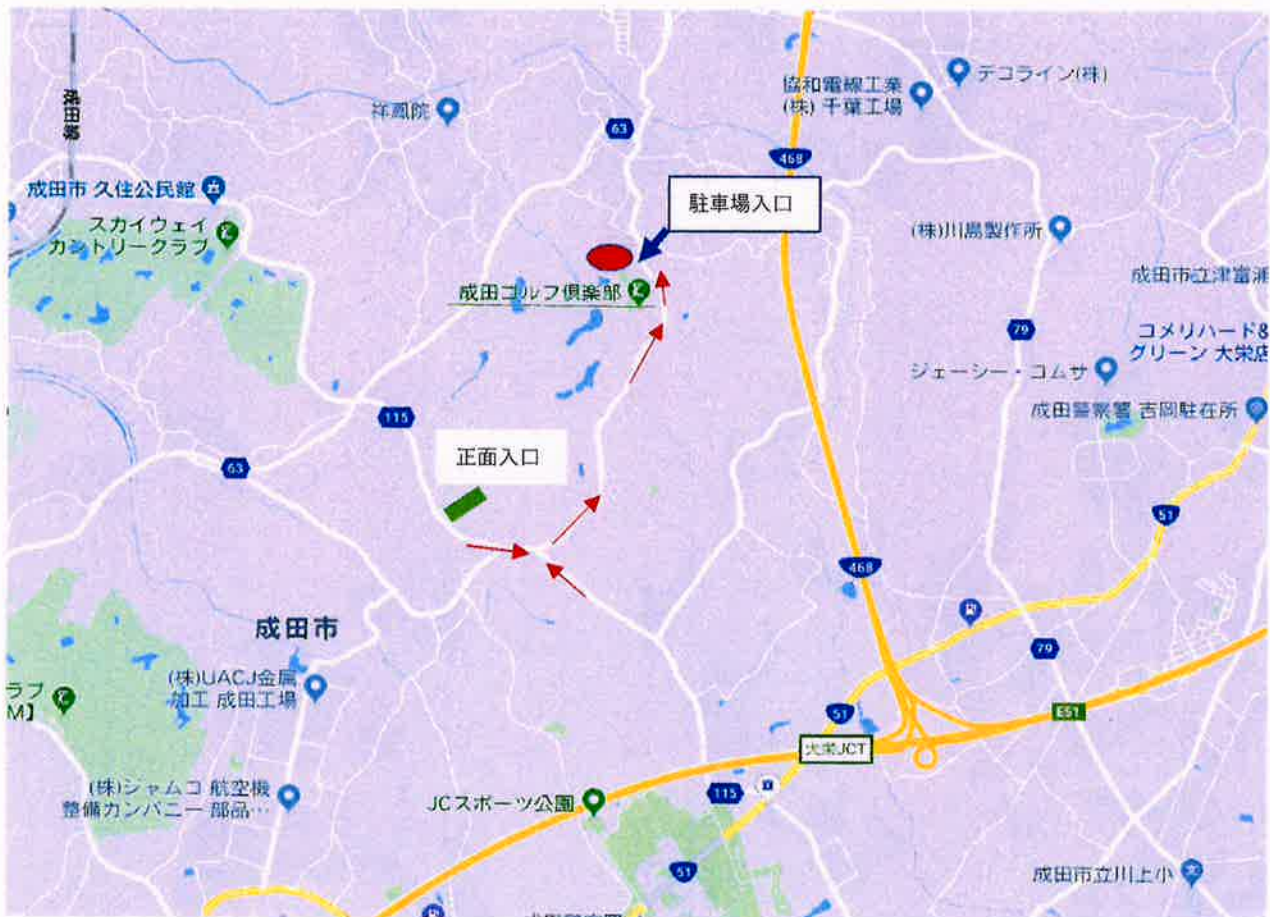 成田線
祥鳳院
63
協和電線工業
(株) 千葉工場
テコライン(株)
468
成田市 久住公民館
スカイウェイ
カントリークラブ
駐車場入口
(株)川島製作所
成田市立津富浦
成田ゴルフ倶楽部
79
コメリハード&
グリーン 大栄店
ジェーシー・コムサ
115
成田警察署 吉岡駐在所
正面入口
63
51
468
成田市
79
(株)UACJ金属
加工 成田工場
ラブ
M】
51
E51
大栄JCT
(株)ジャムコ 航空機
整備カンパニー 部品…
JCスポーツ公園
115
51
成田市立川上小